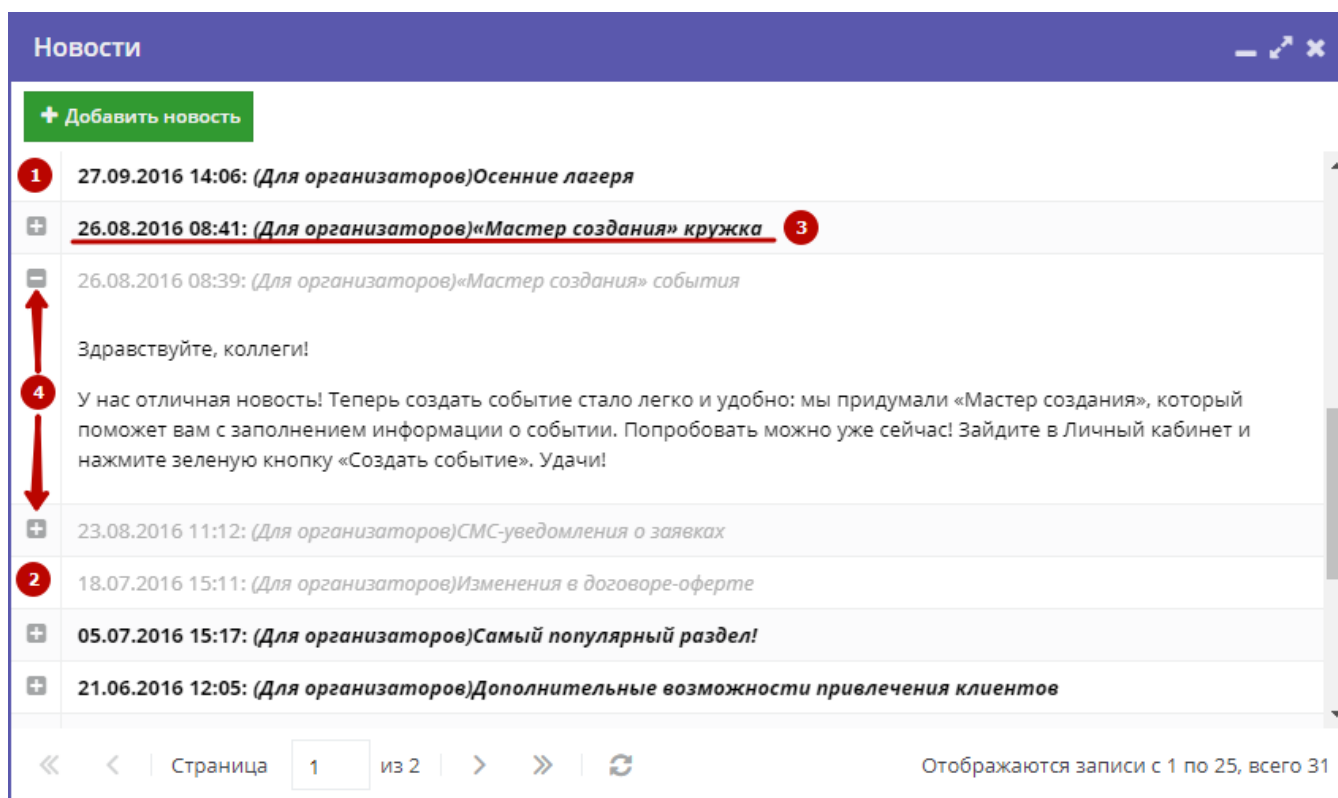 Новости
Добавить новость
1 27.09.2016 14:06: (Для организаторов)Осенние лагеря
26.08.2016 08:41: (Для организаторов)«Мастер создания» кружка 3
26.08.2016 08:39: (Для организаторов)«Мастер создания» события
Здравствуйте, коллеги!
4
У нас отличная новость! Теперь создать событие стало легко и удобно: мы придумали «Мастер создания», который
поможет вам с заполнением информации о событии. Попробовать можно уже сейчас! Зайдите в Личный кабинет и
нажмите зеленую кнопку «Создать событие». Удачи!
23.08.2016 11:12: (Для организаторов)СМС-уведомления о заявках
2 18.07.2016 15:11: (Для организаторов)Изменения в договоре-оферте
05.07.2016 15:17: (Для организаторов)Самый популярный раздел!
21.06.2016 12:05: (Для организаторов)Дополнительные возможности привлечения клиентов
Страница 1 из 2 Отображаются записи с 1 по 25, всего 31